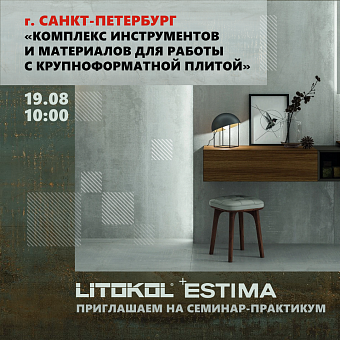 г. САНКТ-ПЕТЕРБУРГ
«КОМПЛЕКС ИНСТРУМЕНТОВ
И МАТЕРИАЛОВ ДЛЯ РАБОТЫ
С КРУПНОФОРМАТНОЙ ПЛИТОЙ»
19.08
10:00
LITOKOL® + ESTIMA
ПРИГЛАШАЕМ НА СЕМИНАР-ПРАКТИКУМ